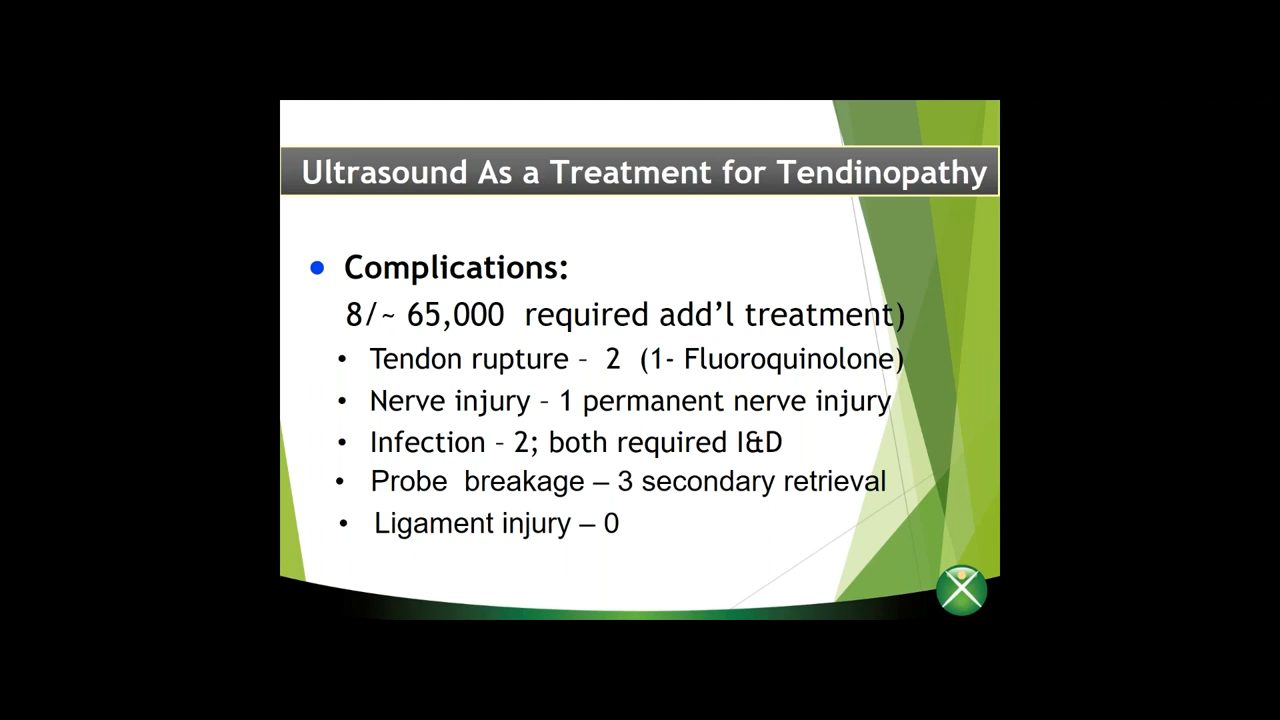 Ultrasound As a Treatment for Tendinopathy
Complications:
8/~ 65,000 required add’l treatment)
Tendon rupture – 2 (1- Fluoroquinolone)
Nerve injury – 1 permanent nerve injury
Infection – 2; both required I&D
Probe breakage – 3 secondary retrieval
Ligament injury – 0